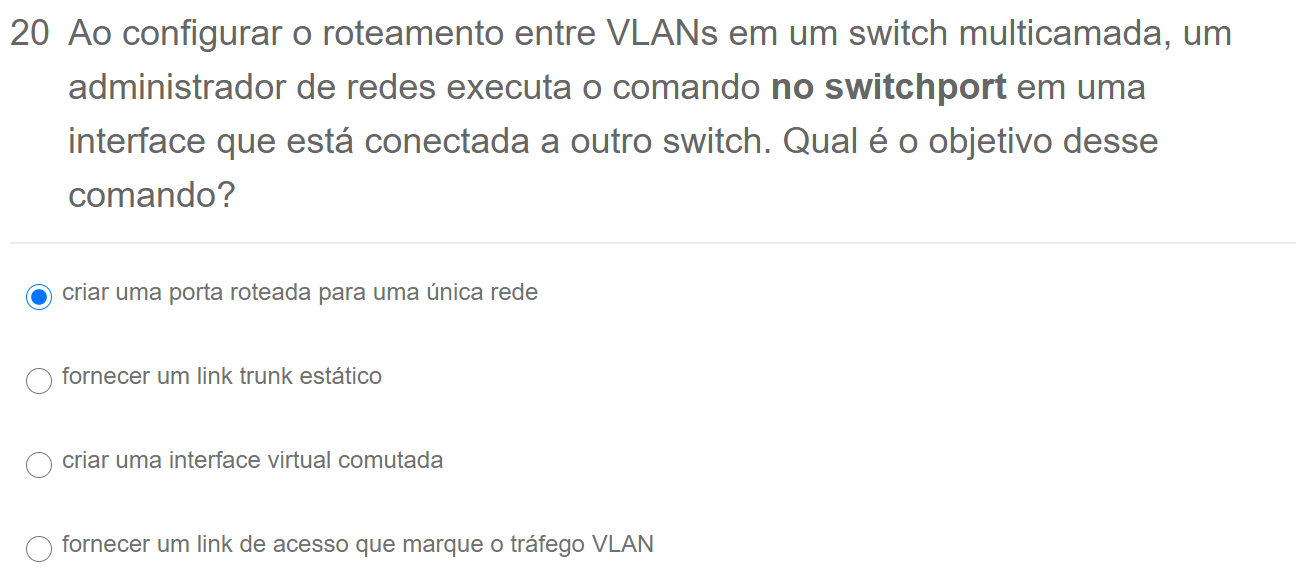 20 Ao configurar o roteamento entre VLANs em um switch multicamada, um
administrador de redes executa o comando no switchport em uma
interface que está conectada a outro switch. Qual é o objetivo desse
comando?
criar uma porta roteada para uma única rede
fornecer um link trunk estático
criar uma interface virtual comutada
fornecer um link de acesso que marque o tráfego VLAN